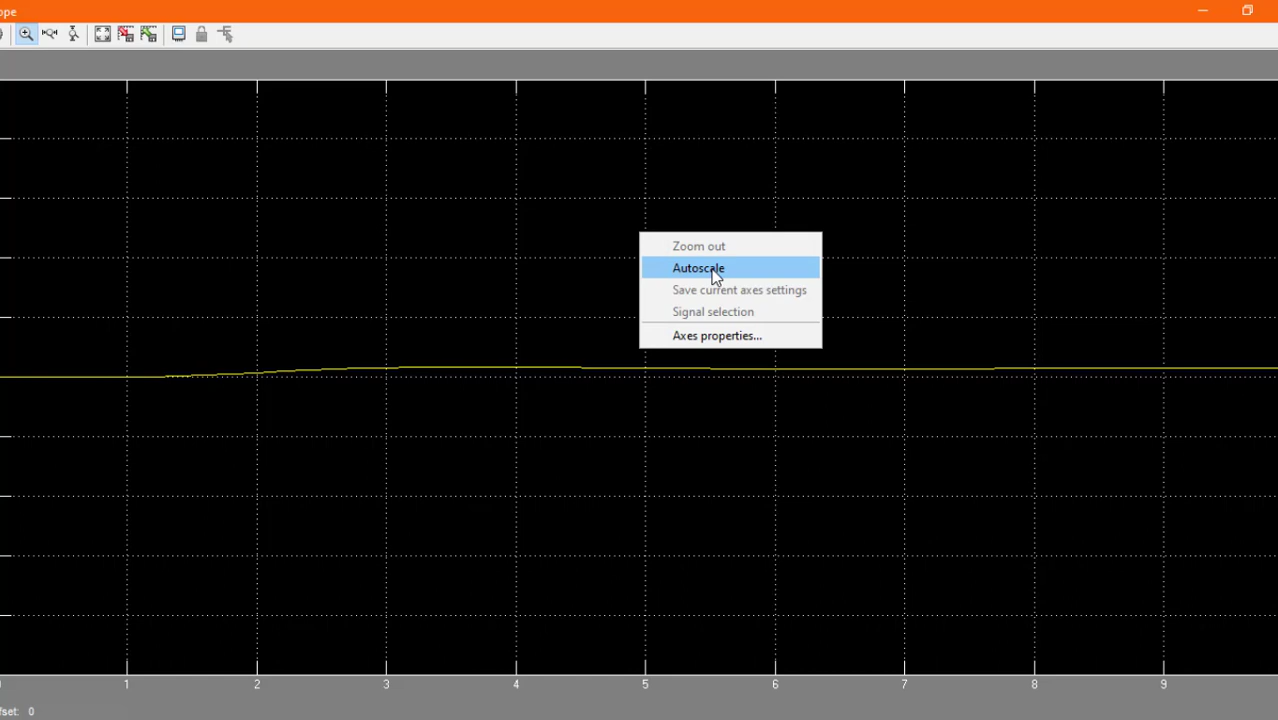 ope
Zoom out
Autoscale
Save current axes settings
Signal selection
Axes properties...
1 2 3 4 5 6 7 8 9
fset: 0